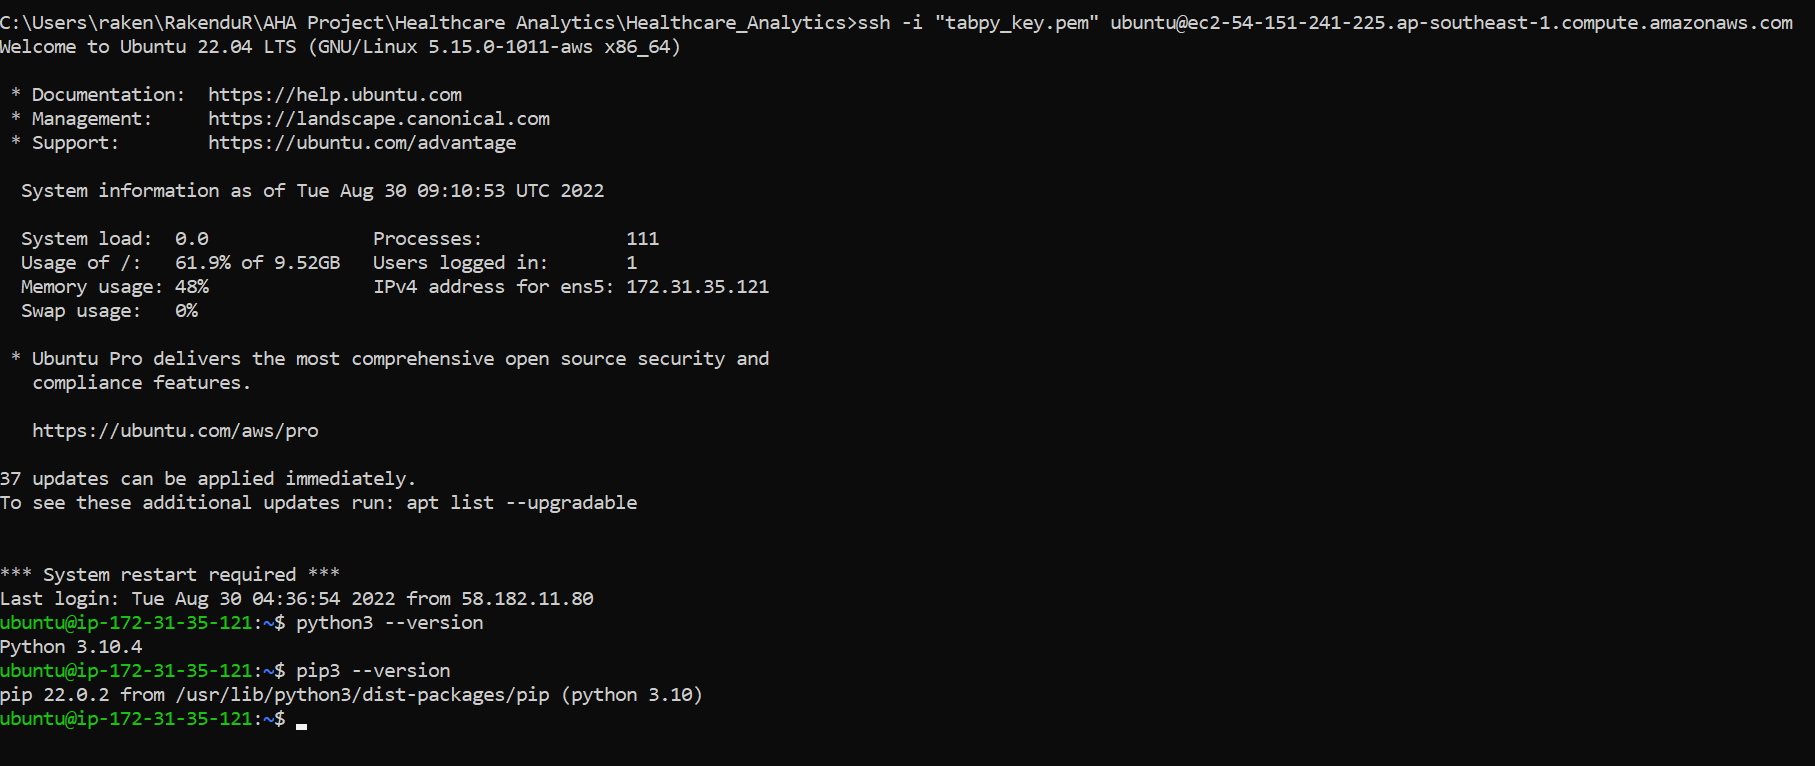 C:\Users\raken\RakenduR\AHA Project\Healthcare Analytics\Healthcare_Analytics>ssh -i "tabpy_key.pem" ubuntu@ec2-54-151-241-225.ap-southeast-1.compute.amazonaws.com
Welcome to Ubuntu 22.04 LTS (GNU/Linux 5.15.0-1011-aws x86_64)

 * Documentation:  https://help.ubuntu.com
 * Management:     https://landscape.canonical.com
 * Support:        https://ubuntu.com/advantage

  System information as of Tue Aug 30 09:10:53 UTC 2022

  System load:  0.0               Processes:             111
  Usage of /:   61.9% of 9.52GB   Users logged in:       1
  Memory usage: 48%               IPv4 address for ens5: 172.31.35.121
  Swap usage:   0%

 * Ubuntu Pro delivers the most comprehensive open source security and
   compliance features.

   https://ubuntu.com/aws/pro

37 updates can be applied immediately.
To see these additional updates run: apt list --upgradable


*** System restart required ***
Last login: Tue Aug 30 04:36:54 2022 from 58.182.11.80
ubuntu@ip-172-31-35-121:~$ python3 --version
Python 3.10.4
ubuntu@ip-172-31-35-121:~$ pip3 --version
pip 22.0.2 from /usr/lib/python3/dist-packages/pip (python 3.10)
ubuntu@ip-172-31-35-121:~$